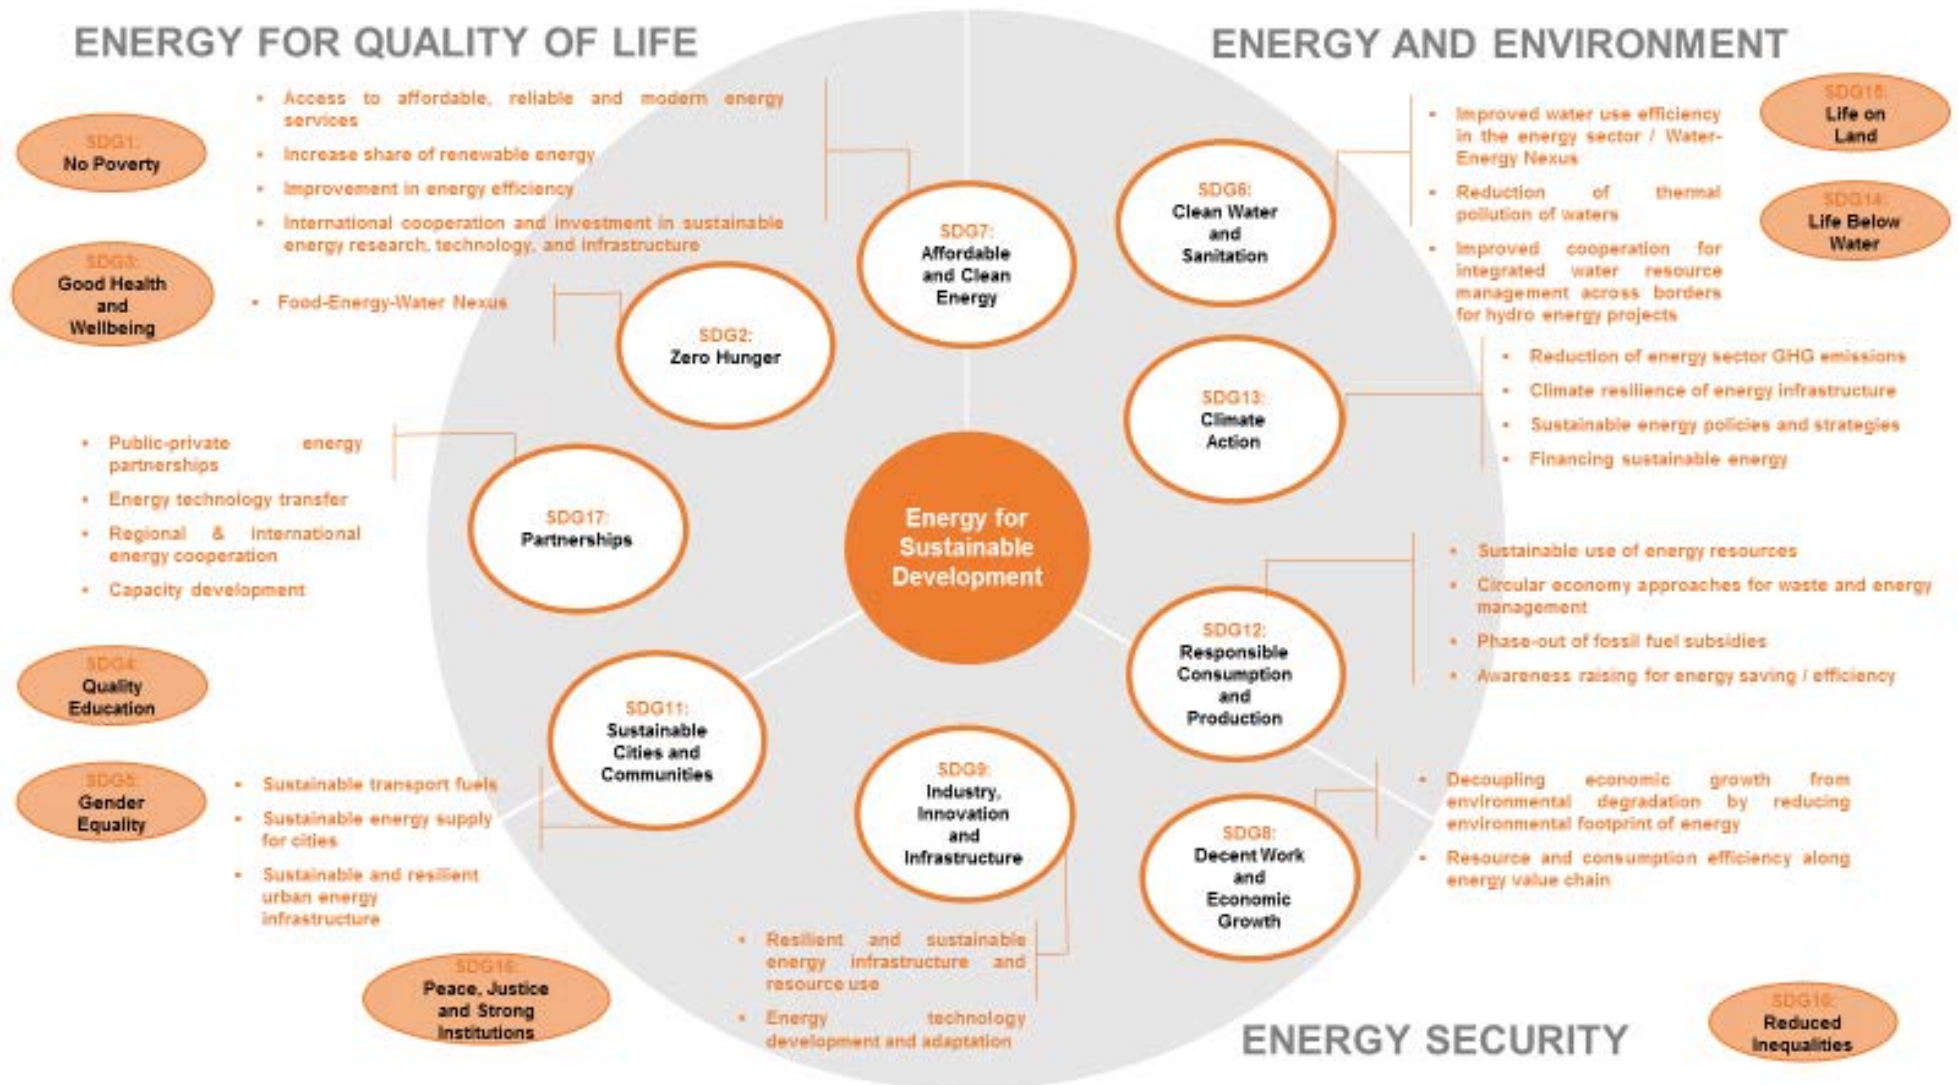 ENERGY FOR QUALITY OF LIFE
ENERGY AND ENVIRONMENT
SDG1:
No Poverty
SDG3:
Good Health
and
Wellbeing
• Access to affordable, reliable and modern energy
services
• Increase share of renewable energy
• Improvement in energy efficiency
• International cooperation and investment in sustainable
energy research, technology, and infrastructure
• Food-Energy-Water Nexus
SDG7:
Affordable
and Clean
Energy
SDG2:
Zero Hunger
SDG6:
Clean Water
and
Sanitation
• Improved water use efficiency
in the energy sector / Water-
Energy Nexus
• Reduction of thermal
pollution of waters
• Improved cooperation for
integrated water resource
management across borders
for hydro energy projects
SDG15:
Life on
Land
SDG14:
Life Below
Water
SDG13:
Climate
Action
• Reduction of energy sector GHG emissions
• Climate resilience of energy infrastructure
• Sustainable energy policies and strategies
• Financing sustainable energy
• Public-private energy
partnerships
• Energy technology transfer
• Regional & international
energy cooperation
• Capacity development
SDG17:
Partnerships
Energy for
Sustainable
Development
• Sustainable use of energy resources
• Circular economy approaches for waste and energy
management
• Phase-out of fossil fuel subsidies
• Awareness raising for energy saving / efficiency
SDG12:
Responsible
Consumption
and
Production
SDG4:
Quality
Education
SDG5:
Gender
Equality
SDG11:
Sustainable
Cities and
Communities
• Sustainable transport fuels
• Sustainable energy supply
for cities
• Sustainable and resilient
urban energy
infrastructure
SDG9:
Industry,
Innovation
and
Infrastructure
• Resilient and sustainable
energy infrastructure and
resource use
• Energy technology
development and adaptation
SDG8:
Decent Work
and
Economic
Growth
• Decoupling economic growth from
environmental degradation by reducing
environmental footprint of energy
• Resource and consumption efficiency along
energy value chain
SDG16:
Peace, Justice
and Strong
Institutions
ENERGY SECURITY
SDG10:
Reduced
Inequalities